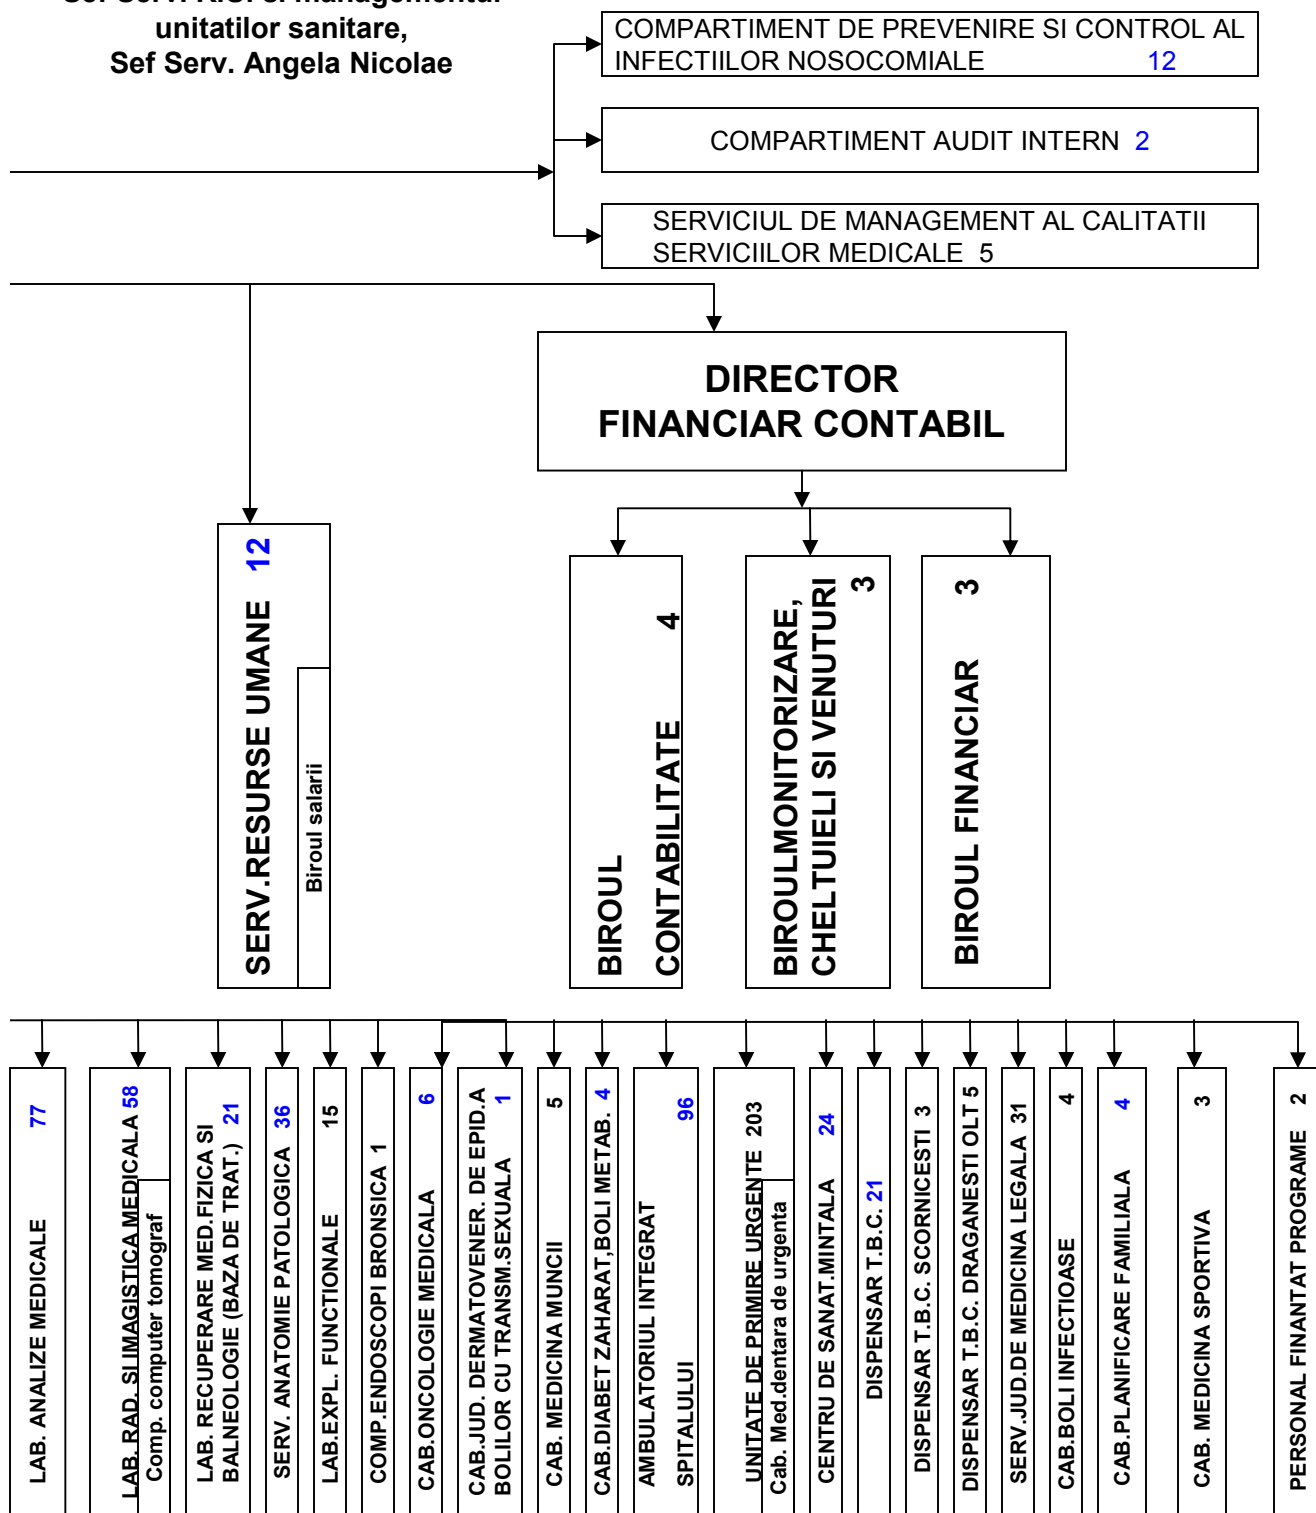 Sef Serv. R.U. si managementul
unitatilor sanitare,
Sef Serv. Angela Nicolae
COMPARTIMENT DE PREVENIRE SI CONTROL AL
INFECTIILOR NOSOCOMIALE 12
COMPARTIMENT AUDIT INTERN 2
SERVICIUL DE MANAGEMENT AL CALITATII
SERVICIILOR MEDICALE 5
DIRECTOR
FINANCIAR CONTABIL
SERV.RESURSE UMANE 12
Biroul salarii
BIROUL
CONTABILITATE 4
BIROULMONITORIZARE,
CHELTUIELI SI VENUTURI 3
BIROUL FINANCIAR 3
LAB. ANALIZE MEDICALE 77
LAB. RAD. SI IMAGISTICA MEDICALA 58
Comp. computer tomograf
LAB. RECUPERARE MED.FIZICA SI
BALNEOLOGIE (BAZA DE TRAT.) 21
SERV. ANATOMIE PATOLOGICA 36
LAB.EXPL. FUNCTIONALE 15
COMP.ENDOSCOPI BRONSICA 1
CAB.ONCOLOGIE MEDICALA 6
CAB.JUD. DERMATOVENER. DE EPID.A
BOLILOR CU TRANSM.SEXUALA 1
CAB. MEDICINA MUNCII 5
CAB.DIABET ZAHARAT,BOLI METAB. 4
AMBULATORIUL INTEGRAT
SPITALULUI 96
UNITATE DE PRIMIRE URGENTE 203
Cab. Med.dentara de urgenta
CENTRU DE SANAT.MINTALA 24
DISPENSAR T.B.C. 21
DISPENSAR T.B.C. SCORNICESTI 3
DISPENSAR T.B.C. DRAGANESTI OLT 5
SERV.JUD.DE MEDICINA LEGALA 31
CAB.BOLI INFECTIOASE 4
CAB.PLANIFICARE FAMILIALA 4
CAB. MEDICINA SPORTIVA 3
PERSONAL FINANTAT PROGRAME 2